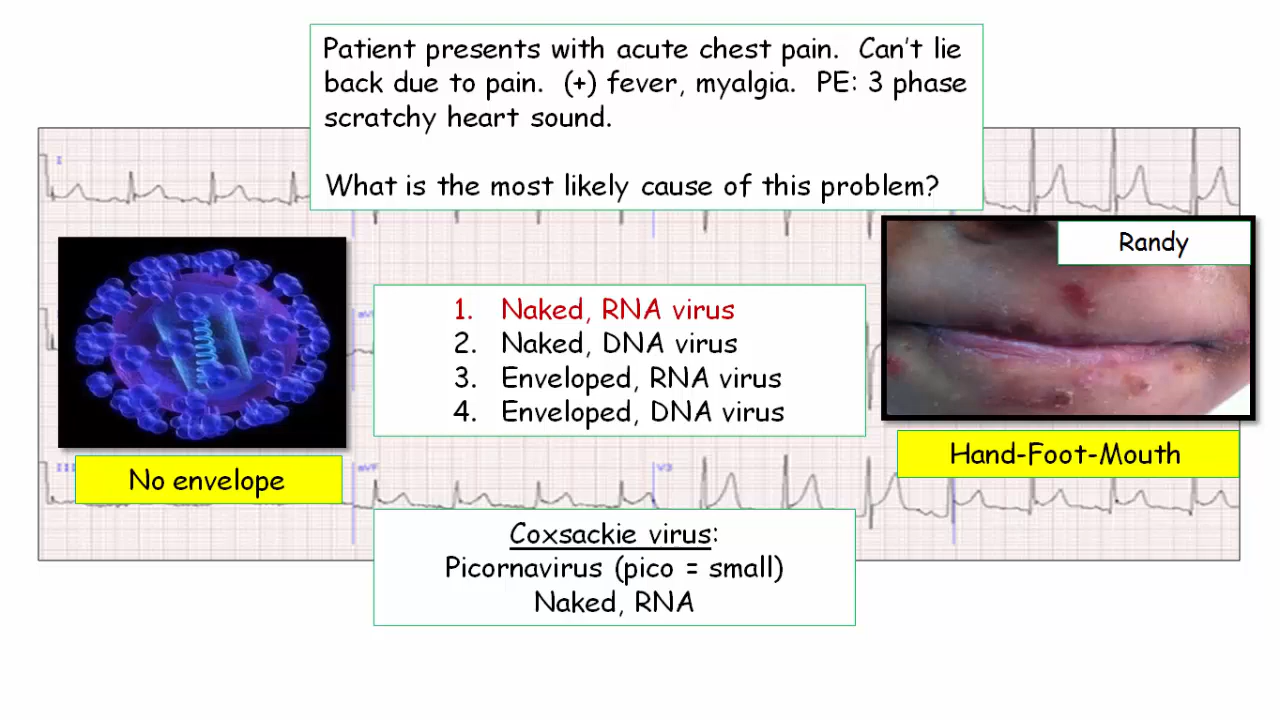 Patient presents with acute chest pain.  Can't lie
back due to pain.  (+) fever, myalgia.  PE: 3 phase
scratchy heart sound.
What is the most likely cause of this problem?
I
Randy
1. Naked, RNA virus
2. Naked, DNA virus
3. Enveloped, RNA virus
4. Enveloped, DNA virus
Hand-Foot-Mouth
No envelope
III
aVF
V3
Coxsackie virus:
Picornavirus (pico = small)
Naked, RNA